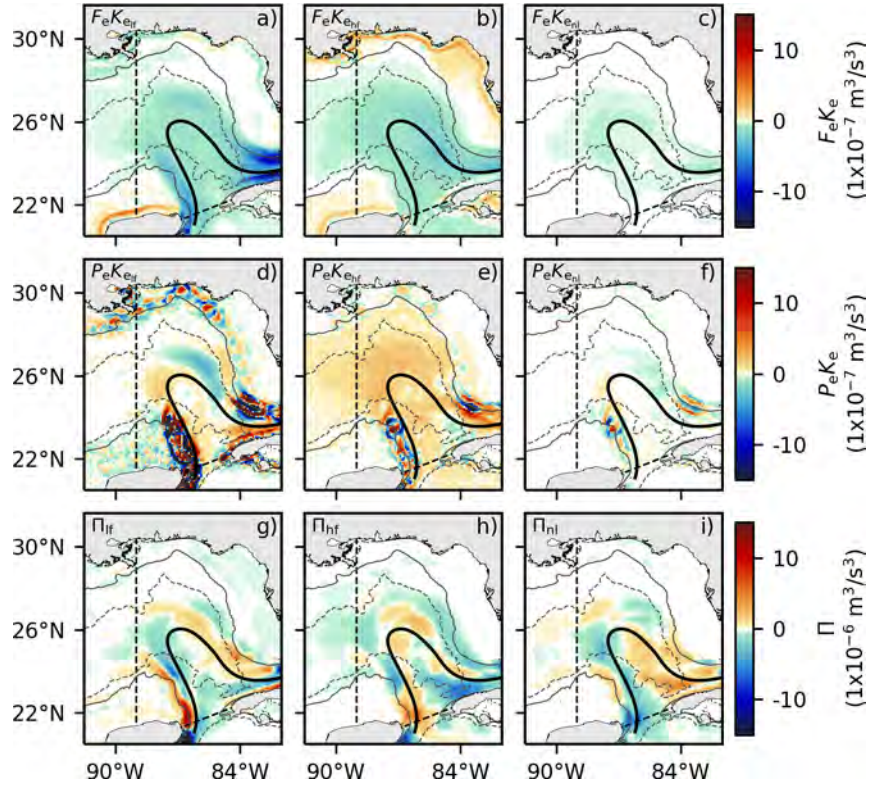 30°N
26°N
22°N
FₑKₑₗf a)
FₑKₑₕf b)
FₑKₑₙₗ c)
10
0
-10
FₑKₑ
(1x10⁻⁷ m³/s³)
30°N
26°N
22°N
PₑKₑₗf d)
PₑKₑₕf e)
PₑKₑₙₗ f)
10
0
-10
PₑKₑ
(1x10⁻⁷ m³/s³)
30°N
26°N
22°N
Πₗf g)
Πₕf h)
Πₙₗ i)
10
0
-10
Π
(1x10⁻⁶ m³/s³)
90°W 84°W 90°W 84°W 90°W 84°W